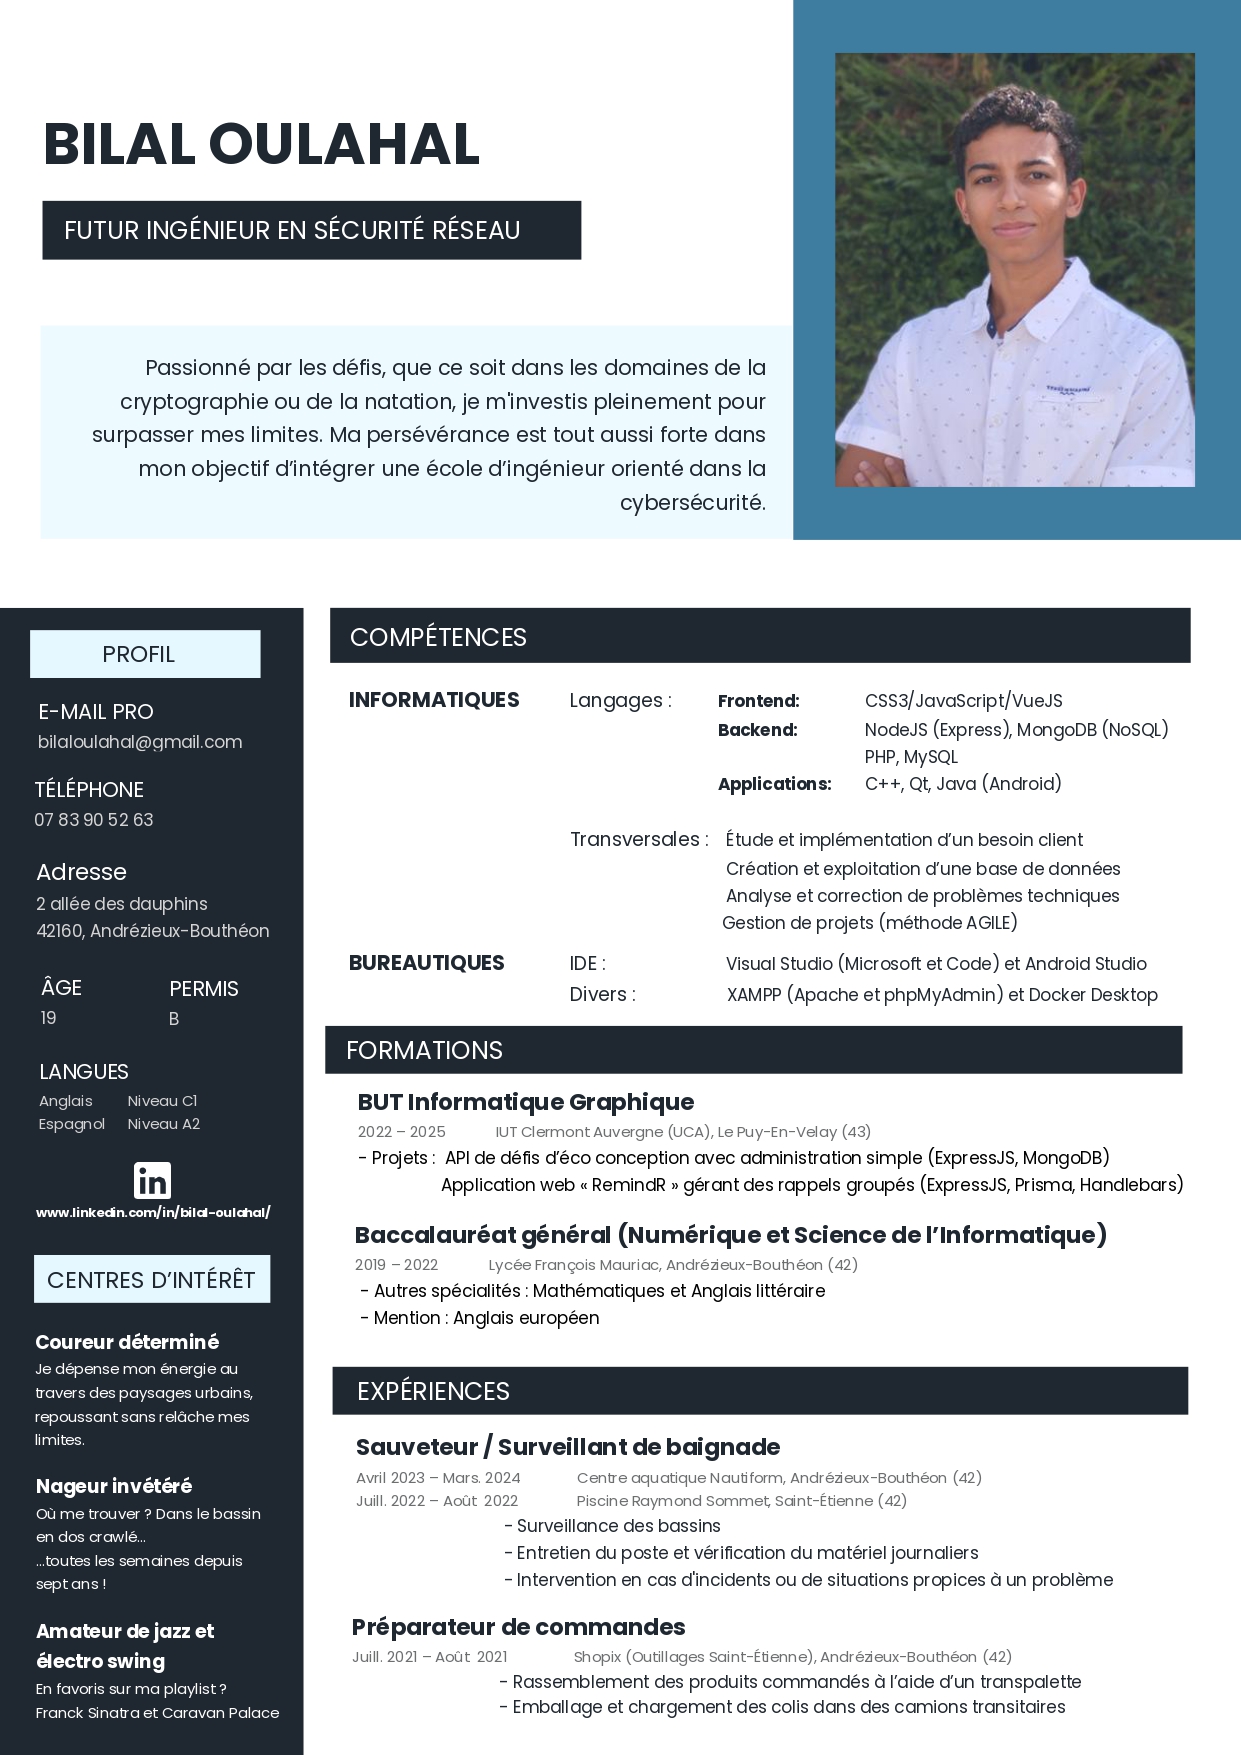 BILAL OULAHAL
FUTUR INGÉNIEUR EN SÉCURITÉ RÉSEAU
Passionné par les défis, que ce soit dans les domaines de la
cryptographie ou de la natation, je m'investis pleinement pour
surpasser mes limites. Ma persévérance est tout aussi forte dans
mon objectif d’intégrer une école d’ingénieur orienté dans la
cybersécurité.
PROFIL
E-MAIL PRO
bilaloulahal@gmail.com
TÉLÉPHONE
07 83 90 52 63
Adresse
2 allée des dauphins
42160, Andrézieux-Bouthéon
ÂGE PERMIS
19 B
LANGUES
Anglais Niveau C1
Espagnol Niveau A2
in
www.linkedin.com/in/bilal-oulahal/
CENTRES D’INTÉRÊT
Coureur déterminé
Je dépense mon énergie au
travers des paysages urbains,
repoussant sans relâche mes
limites.
Nageur invétéré
Où me trouver ? Dans le bassin
en dos crawlé...
...toutes les semaines depuis
sept ans !
Amateur de jazz et
électro swing
En favoris sur ma playlist ?
Franck Sinatra et Caravan Palace
COMPÉTENCES
INFORMATIQUES Langages : Frontend: CSS3/JavaScript/VueJS
Backend: NodeJS (Express), MongoDB (NoSQL)
PHP, MySQL
Applications: C++, Qt, Java (Android)
Transversales : Étude et implémentation d’un besoin client
Création et exploitation d’une base de données
Analyse et correction de problèmes techniques
Gestion de projets (méthode AGILE)
BUREAUTIQUES IDE : Visual Studio (Microsoft et Code) et Android Studio
Divers : XAMPP (Apache et phpMyAdmin) et Docker Desktop
FORMATIONS
BUT Informatique Graphique
2022 – 2025 IUT Clermont Auvergne (UCA), Le Puy-En-Velay (43)
- Projets : API de défis d’éco conception avec administration simple (ExpressJS, MongoDB)
Application web « RemindR » gérant des rappels groupés (ExpressJS, Prisma, Handlebars)
Baccalauréat général (Numérique et Science de l’Informatique)
2019 – 2022 Lycée François Mauriac, Andrézieux-Bouthéon (42)
- Autres spécialités : Mathématiques et Anglais littéraire
- Mention : Anglais européen
EXPÉRIENCES
Sauveteur / Surveillant de baignade
Avril 2023 – Mars. 2024 Centre aquatique Nautiform, Andrézieux-Bouthéon (42)
Juill. 2022 – Août 2022 Piscine Raymond Sommet, Saint-Étienne (42)
- Surveillance des bassins
- Entretien du poste et vérification du matériel journaliers
- Intervention en cas d'incidents ou de situations propices à un problème
Préparateur de commandes
Juill. 2021 – Août 2021 Shopix (Outillages Saint-Étienne), Andrézieux-Bouthéon (42)
- Rassemblement des produits commandés à l’aide d’un transpalette
- Emballage et chargement des colis dans des camions transitaires